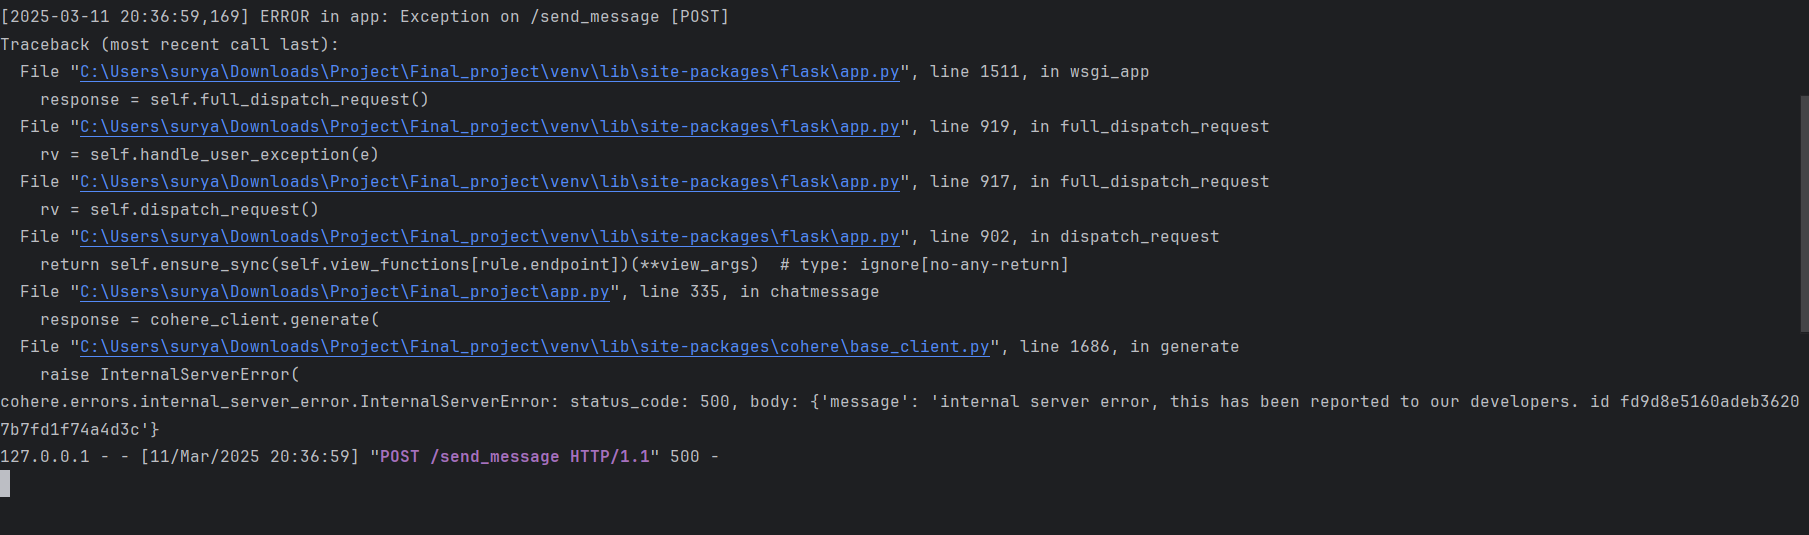 [2025-03-11 20:36:59,169] ERROR in app: Exception on /send_message [POST]
Traceback (most recent call last):
  File "C:\Users\surya\Downloads\Project\Final_project\venv\lib\site-packages\flask\app.py", line 1511, in wsgi_app
    response = self.full_dispatch_request()
  File "C:\Users\surya\Downloads\Project\Final_project\venv\lib\site-packages\flask\app.py", line 919, in full_dispatch_request
    rv = self.handle_user_exception(e)
  File "C:\Users\surya\Downloads\Project\Final_project\venv\lib\site-packages\flask\app.py", line 917, in full_dispatch_request
    rv = self.dispatch_request()
  File "C:\Users\surya\Downloads\Project\Final_project\venv\lib\site-packages\flask\app.py", line 902, in dispatch_request
    return self.ensure_sync(self.view_functions[rule.endpoint])(**view_args)  # type: ignore[no-any-return]
  File "C:\Users\surya\Downloads\Project\Final_project\app.py", line 335, in chatmessage
    response = cohere_client.generate(
  File "C:\Users\surya\Downloads\Project\Final_project\venv\lib\site-packages\cohere\base_client.py", line 1686, in generate
    raise InternalServerError(
cohere.errors.internal_server_error.InternalServerError: status_code: 500, body: {'message': 'internal server error, this has been reported to our developers. id fd9d8e5160adeb3620
7b7fd1f74a4d3c'}
127.0.0.1 - - [11/Mar/2025 20:36:59] "POST /send_message HTTP/1.1" 500 -